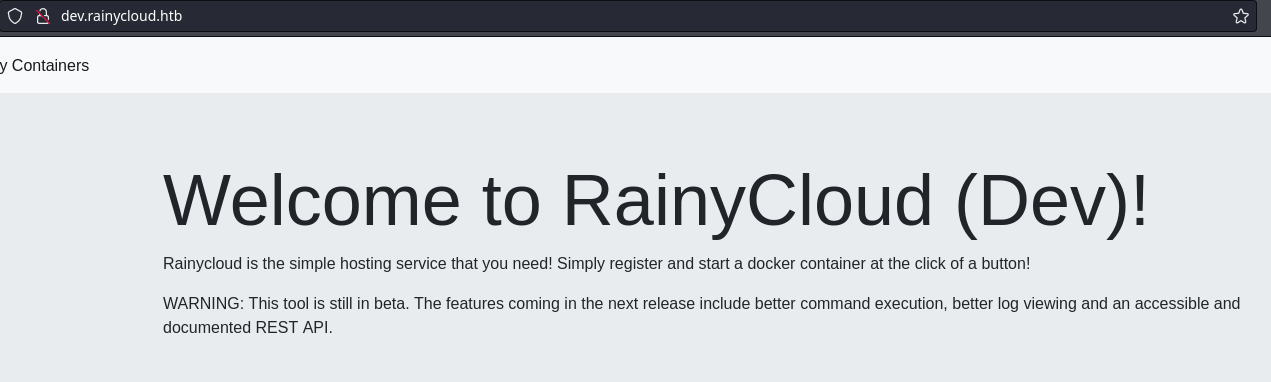 dev.rainycloud.htb
y Containers
Welcome to RainyCloud (Dev)!
Rainycloud is the simple hosting service that you need! Simply register and start a docker container at the click of a button!
WARNING: This tool is still in beta. The features coming in the next release include better command execution, better log viewing and an accessible and
documented REST API.